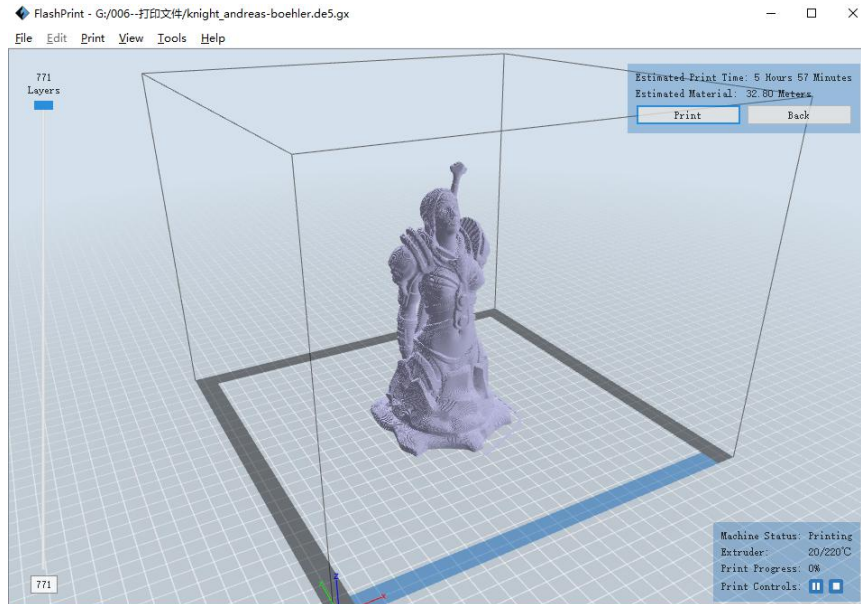 FlashPrint - G:/006--打印文件/knight_andreas-boehler.de5.gx
File Edit Print View Tools Help
771
Layers
Estimated Print Time: 5 Hours 57 Minutes
Estimated Material: 32.80 Meters
Print Back
771
Machine Status: Printing
Extruder: 20/220℃
Print Progress: 0%
Print Controls:
z
x